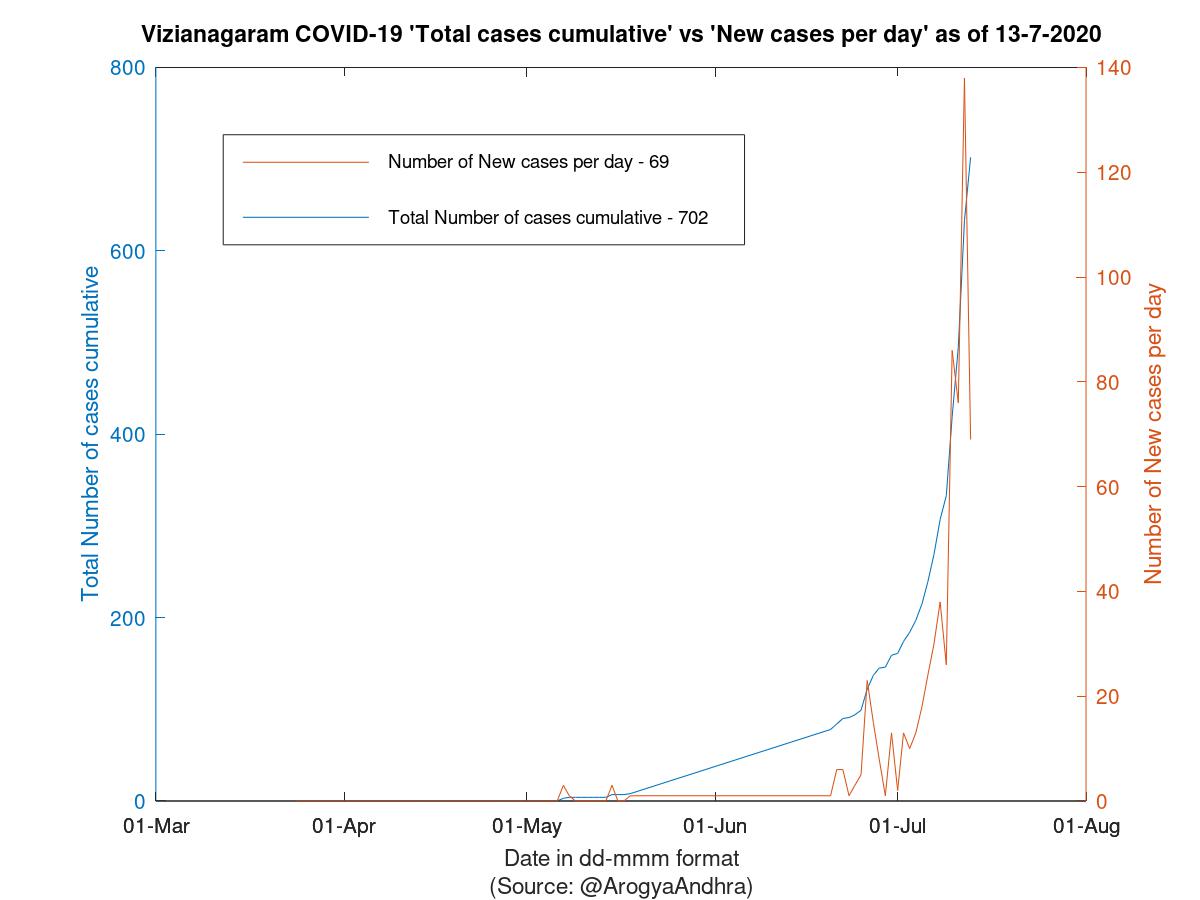 Vizianagaram COVID-19 'Total cases cumulative' vs 'New cases per day' as of 13-7-2020
800
600
400
200
0
Total Number of cases cumulative
Number of New cases per day - 69
Total Number of cases cumulative - 702
140
120
100
80
60
40
20
0
Number of New cases per day
01-Mar 01-Apr 01-May 01-Jun 01-Jul 01-Aug
Date in dd-mmm format
(Source: @ArogyaAndhra)